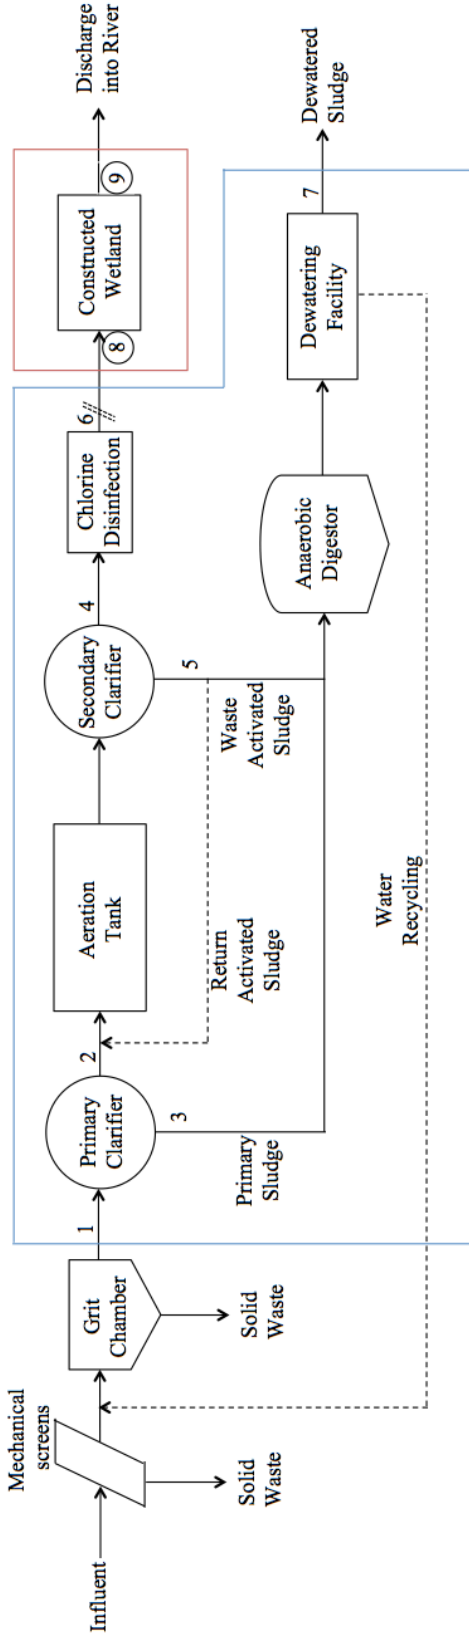 Influent
Mechanical
screens
Solid
Waste
Grit
Chamber
Solid
Waste
1
Primary
Clarifier
2
3
Primary
Sludge
Return
Activated
Sludge
Aeration
Tank
Secondary
Clarifier
4
5
Waste
Activated
Sludge
Chlorine
Disinfection
6
8
Constructed
Wetland
9
Discharge
into River
Anaerobic
Digestor
Dewatering
Facility
7
Dewatered
Sludge
Water
Recycling